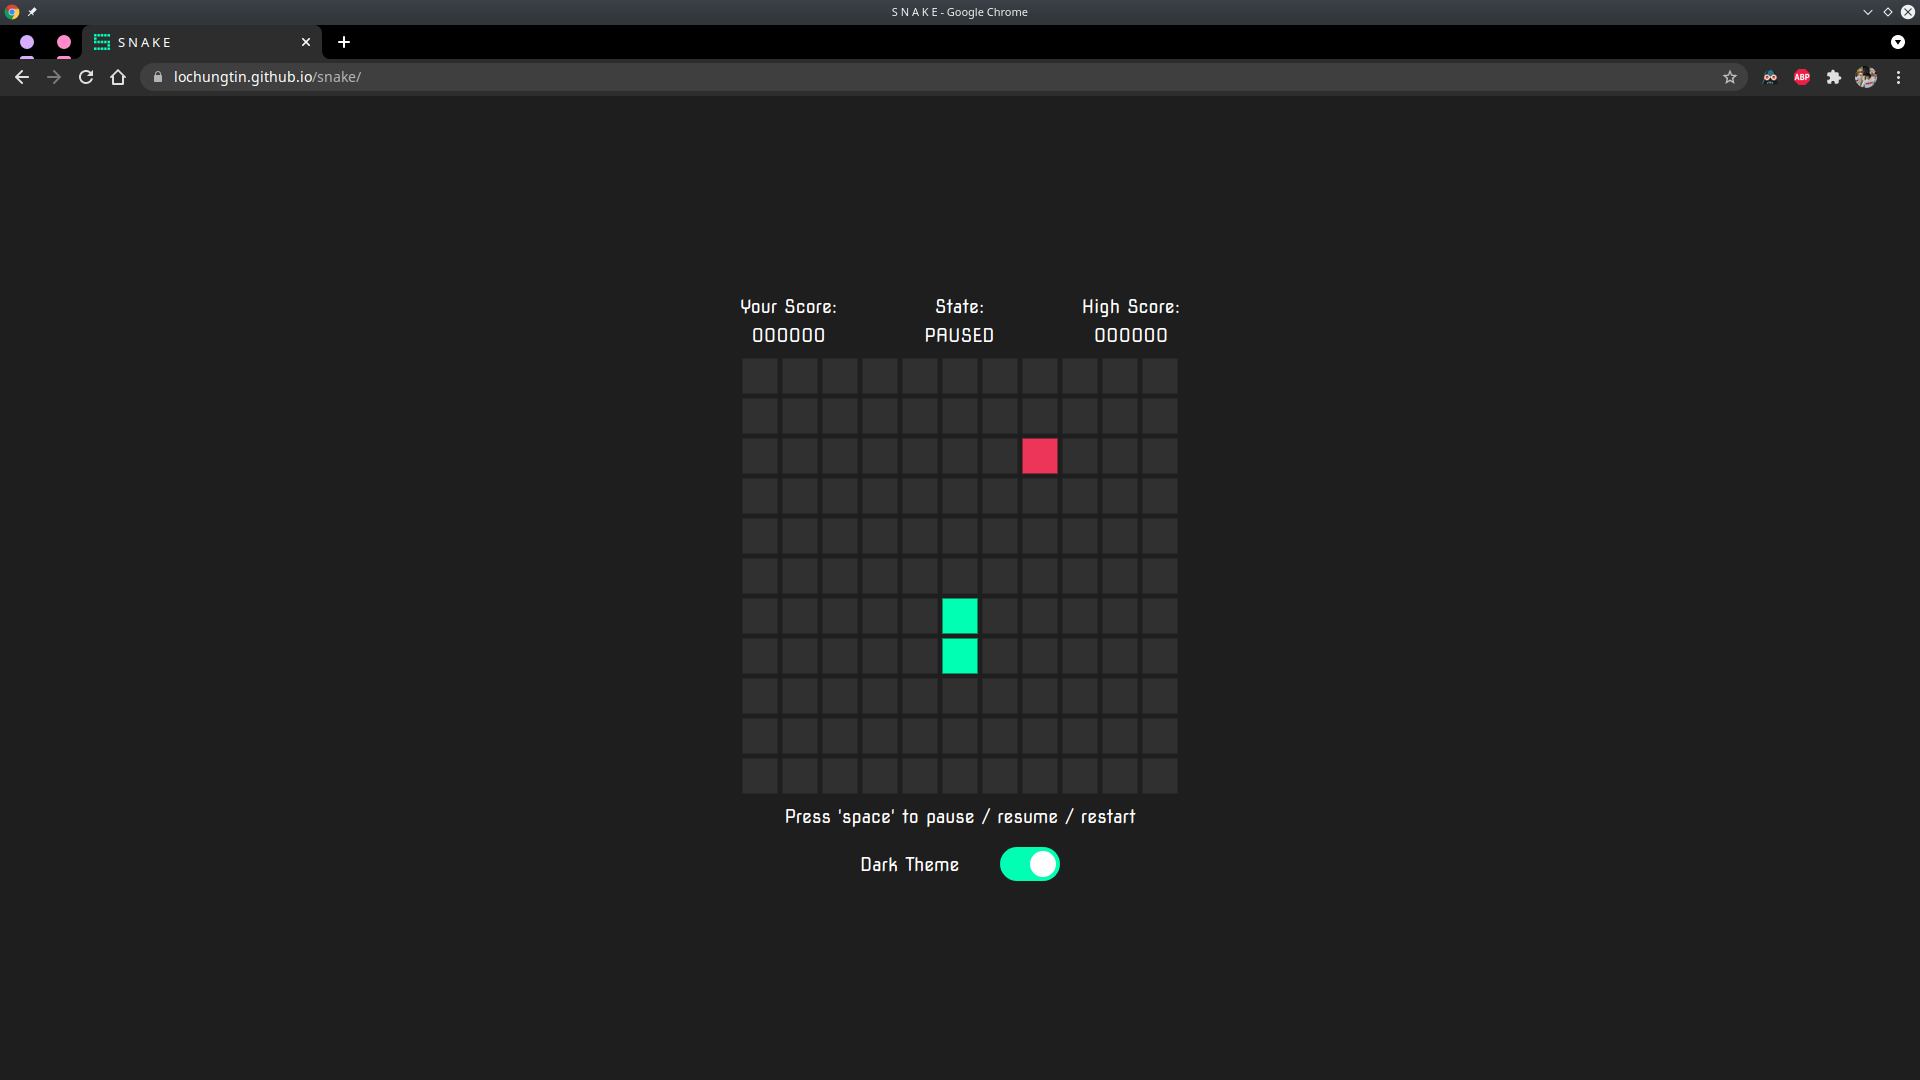 S N A K E - Google Chrome
S N A K E
lochungtin.github.io/snake/
ABP
Your Score:
State:
High Score:
000000
PAUSED
000000
Press 'space' to pause / resume / restart
Dark Theme